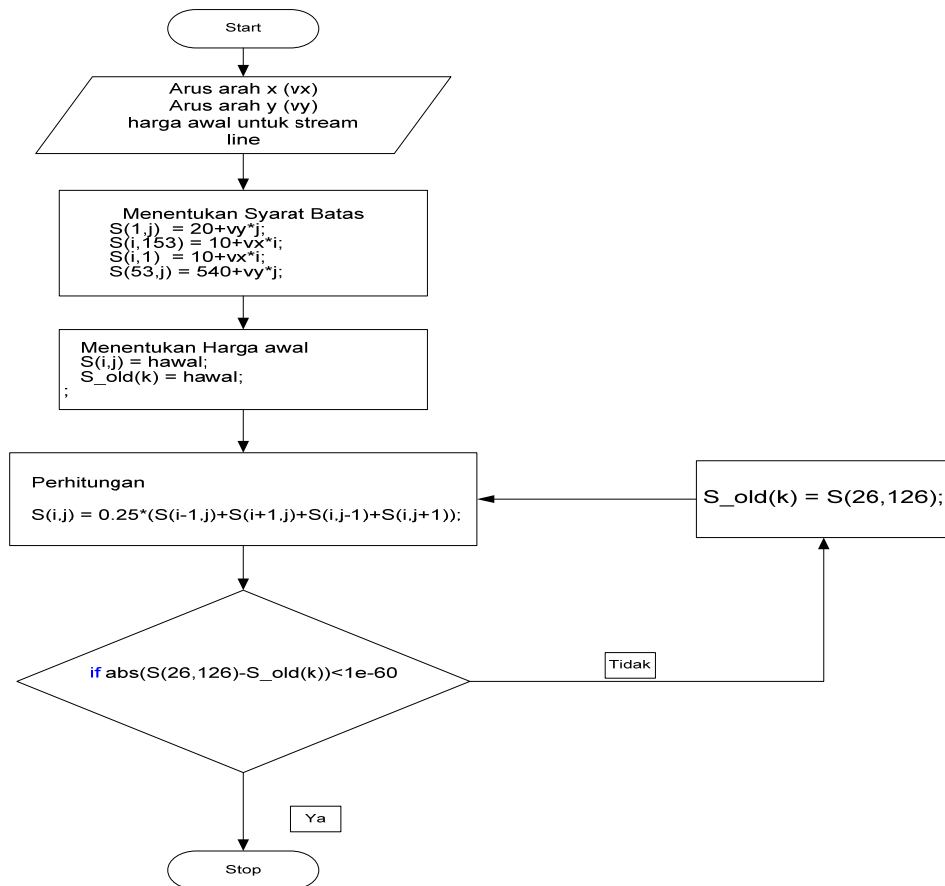 Start
Arus arah x (vx)
Arus arah y (vy)
harga awal untuk stream
line
Menentukan Syarat Batas
S(1,j) = 20+vy*j;
S(i,153) = 10+vx*i;
S(i,1) = 10+vx*i;
S(53,j) = 540+vy*j;
Menentukan Harga awal
S(i,j) = hawal;
S_old(k) = hawal;
;
Perhitungan
S(i,j) = 0.25*(S(i-1,j)+S(i+1,j)+S(i,j-1)+S(i,j+1));
S_old(k) = S(26,126);
if abs(S(26,126)-S_old(k))<1e-60
Tidak
Ya
Stop